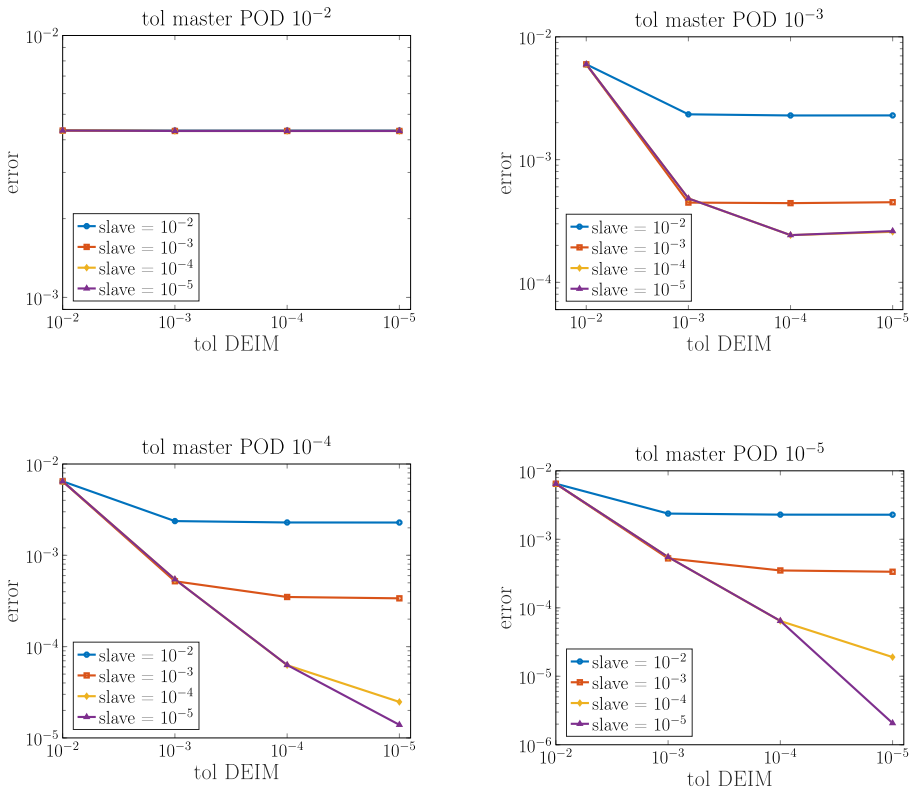 tol master POD 10⁻²
10⁻²
10⁻³
error
slave = 10⁻²
slave = 10⁻³
slave = 10⁻⁴
slave = 10⁻⁵
10⁻² 10⁻³ 10⁻⁴ 10⁻⁵
tol DEIM
tol master POD 10⁻³
10⁻²
10⁻³
10⁻⁴
error
slave = 10⁻²
slave = 10⁻³
slave = 10⁻⁴
slave = 10⁻⁵
10⁻² 10⁻³ 10⁻⁴ 10⁻⁵
tol DEIM
tol master POD 10⁻⁴
10⁻²
10⁻³
10⁻⁴
10⁻⁵
error
slave = 10⁻²
slave = 10⁻³
slave = 10⁻⁴
slave = 10⁻⁵
10⁻² 10⁻³ 10⁻⁴ 10⁻⁵
tol DEIM
tol master POD 10⁻⁵
10⁻²
10⁻³
10⁻⁴
10⁻⁵
10⁻⁶
error
slave = 10⁻²
slave = 10⁻³
slave = 10⁻⁴
slave = 10⁻⁵
10⁻² 10⁻³ 10⁻⁴ 10⁻⁵
tol DEIM